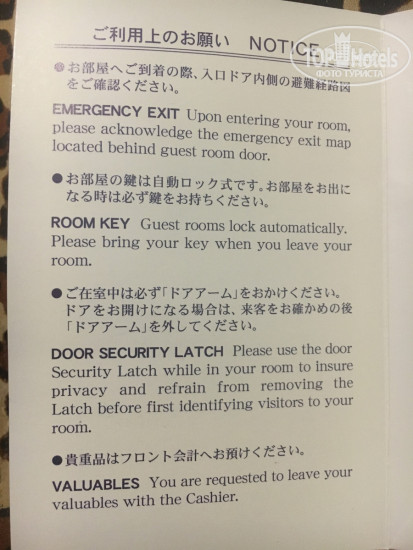 ご利用上のお願い NOTICE
TOP Hotels
ФОТО ТУРИСТА
●お部屋へご到着の際、入口ドア内側の避難経路図
をご確認ください。
EMERGENCY EXIT Upon entering your room,
please acknowledge the emergency exit map
located behind guest room door.
●お部屋の鍵は自動ロック式です。お部屋をお出に
なる時は必ず鍵をお持ちください。
ROOM KEY Guest rooms lock automatically.
Please bring your key when you leave your
room.
●ご在室中は必ず「ドアアーム」をおかけください。
ドアをお開けになる場合は、来客をお確かめの後
「ドアアーム」を外してください。
DOOR SECURITY LATCH Please use the door
Security Latch while in your room to insure
privacy and refrain from removing the
Latch before first identifying visitors to your
room.
●貴重品はフロント会計へお預けください。
VALUABLES You are requested to leave your
valuables with the Cashier.